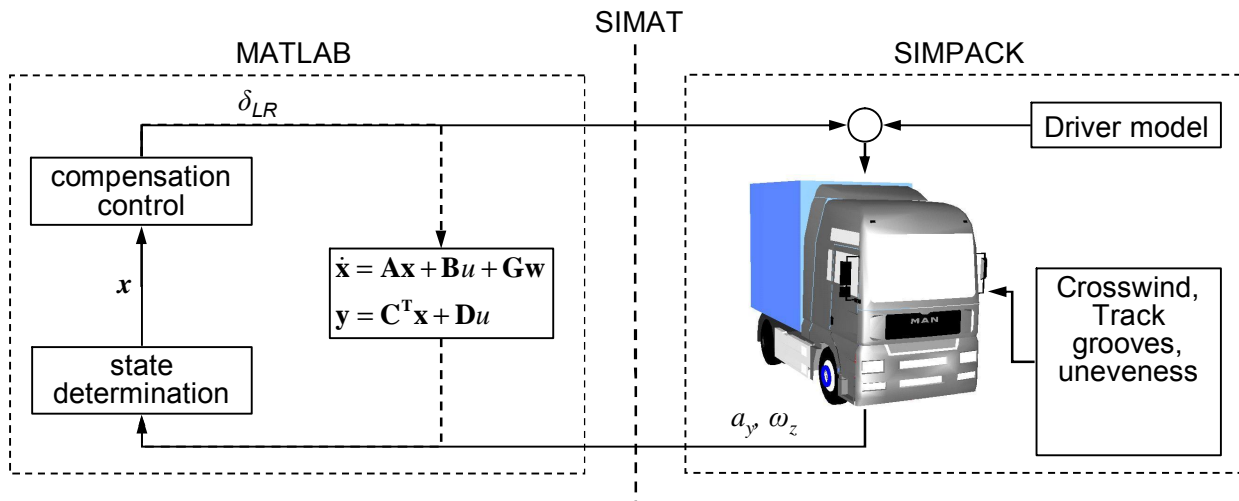 SIMAT
MATLAB
SIMPACK
δLR
Driver model
compensation
control
ẋ = Ax + Bu + Gw
y = Cᵀx + Du
x
Crosswind,
Track
grooves,
uneveness
MAN
state
determination
ay, ωz